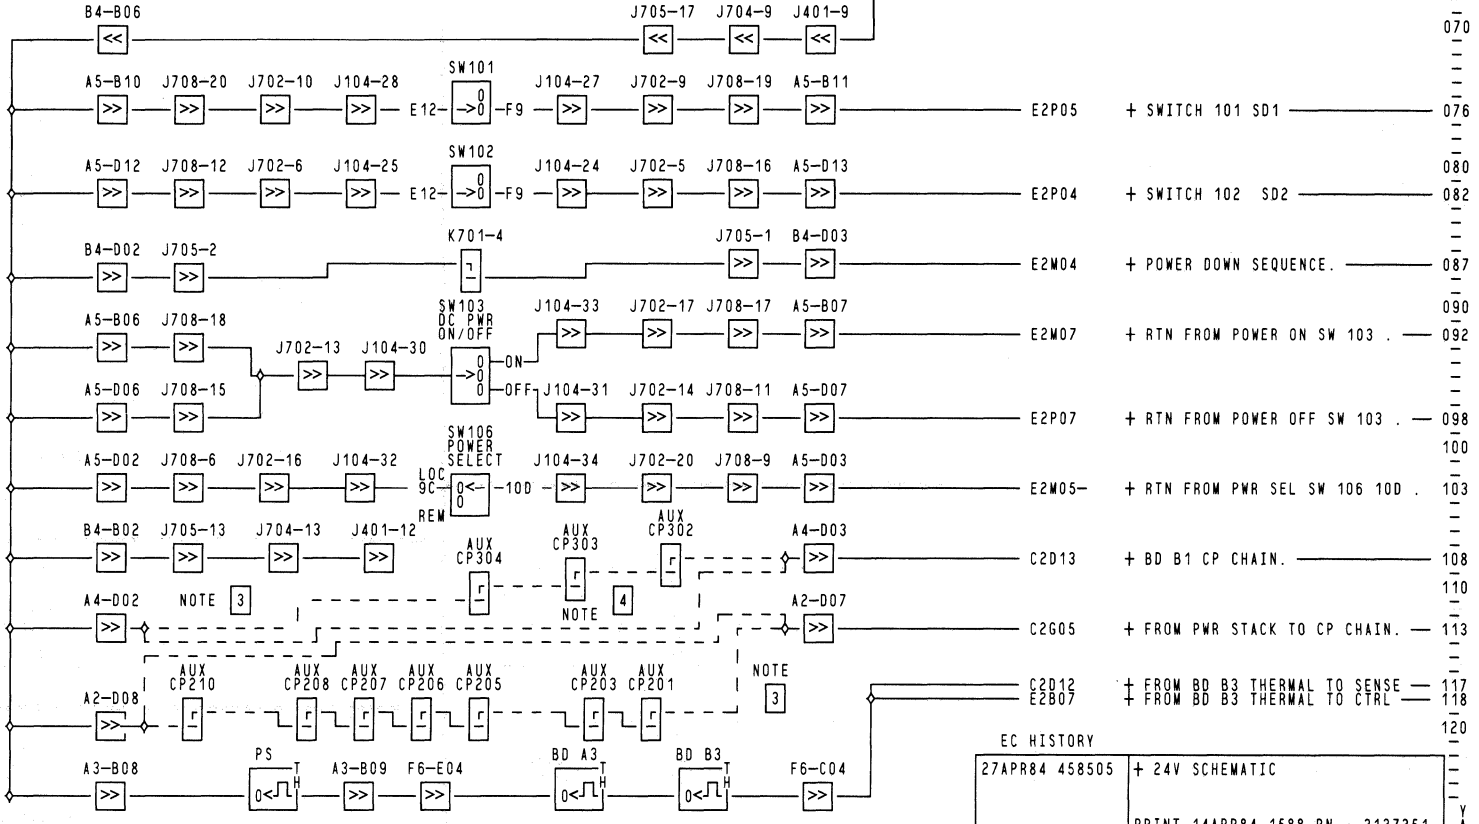 B4-B06 J705-17 J704-9 J401-9
<< << << << 070
A5-B10 J708-20 J702-10 J104-28 SW101 J104-27 J702-9 J708-19 A5-B11
>> >> >> >> E12 ->0 0 F9 >> >> >> >> E2P05 + SWITCH 101 SD1 076
A5-D12 J708-12 J702-6 J104-25 SW102 J104-24 J702-5 J708-16 A5-D13 080
>> >> >> >> E12 ->0 0 F9 >> >> >> >> E2P04 + SWITCH 102 SD2 082
B4-D02 J705-2 K701-4 J705-1 B4-D03
>> >> >> >> E2M04 + POWER DOWN SEQUENCE. 087
A5-B06 J708-18 SW103 DC PWR ON/OFF J104-33 J702-17 J708-17 A5-B07 090
>> >> ON >> >> >> >> E2M07 + RTN FROM POWER ON SW 103 . 092
J702-13 J104-30
>> >> 0 ->0 0
A5-D06 J708-15 OFF J104-31 J702-14 J708-11 A5-D07
>> >> >> >> >> >> E2P07 + RTN FROM POWER OFF SW 103 . 098
A5-D02 J708-6 J702-16 J104-32 SW106 POWER SELECT J104-34 J702-20 J708-9 A5-D03 100
>> >> >> >> LOC 9C 0<- 0 10D REM >> >> >> >> E2M05- + RTN FROM PWR SEL SW 106 10D . 103
B4-B02 J705-13 J704-13 J401-12 AUX CP304 AUX CP303 AUX CP302 A4-D03
>> >> >> >> >> C2D13 + BD B1 CP CHAIN. 108
110
A4-D02 NOTE 3 NOTE 4 A2-D07
>> >> C2G05 + FROM PWR STACK TO CP CHAIN. 113
AUX CP210 AUX CP208 AUX CP207 AUX CP206 AUX CP205 AUX CP203 AUX CP201 NOTE 3
C2D12 + FROM BD B3 THERMAL TO SENSE 117
E2B07 + FROM BD B3 THERMAL TO CTRL 118
A2-D08
>> 120
A3-B08 PS TH A3-B09 F6-E04 BD A3 TH BD B3 TH F6-C04
>> 0< >> >> 0< 0< >>
EC HISTORY
27APR84 458505 + 24V SCHEMATIC